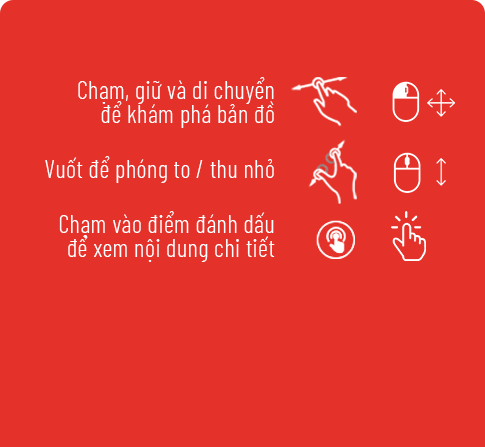 Chạm, giữ và di chuyển
để khám phá bản đồ
Vuốt để phóng to / thu nhỏ
Chạm vào điểm đánh dấu
để xem nội dung chi tiết